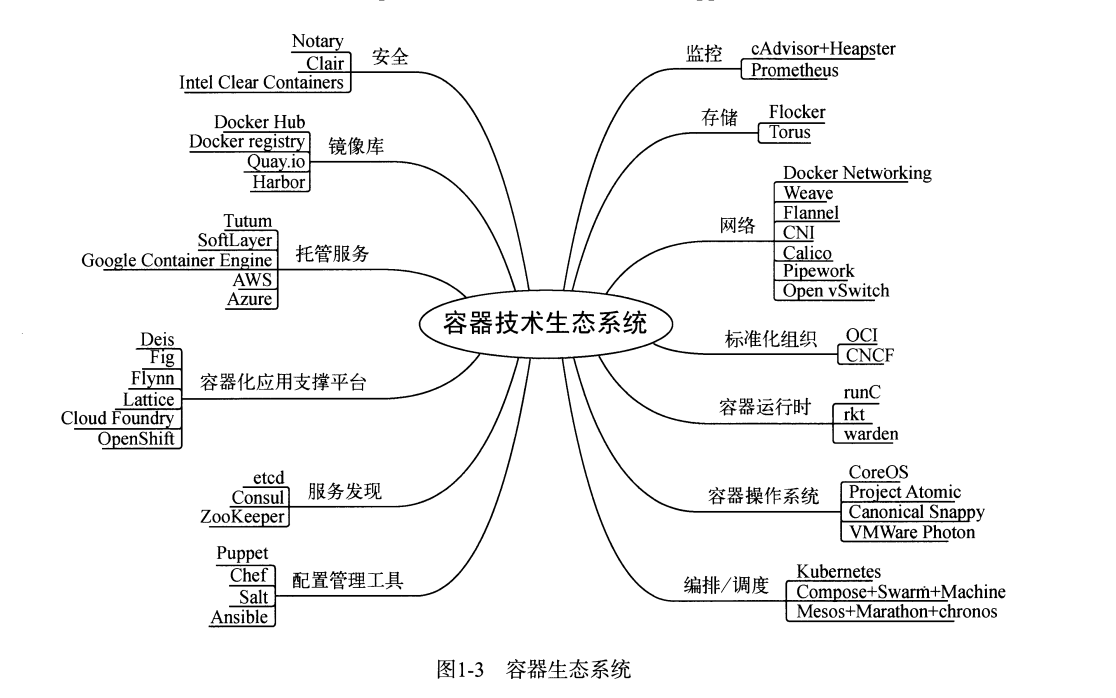 Notary
Clair
Intel Clear Containers
安全
Docker Hub
Docker registry
Quay.io
Harbor
镜像库
Tutum
SoftLayer
Google Container Engine
AWS
Azure
托管服务
Deis
Fig
Flynn
Lattice
Cloud Foundry
OpenShift
容器化应用支撑平台
etcd
Consul
ZooKeeper
服务发现
Puppet
Chef
Salt
Ansible
配置管理工具
容器技术生态系统
监控
cAdvisor+Heapster
Prometheus
存储
Flocker
Torus
网络
Docker Networking
Weave
Flannel
CNI
Calico
Pipework
Open vSwitch
标准化组织
OCI
CNCF
容器运行时
runC
rkt
warden
容器操作系统
CoreOS
Project Atomic
Canonical Snappy
VMWare Photon
编排/调度
Kubernetes
Compose+Swarm+Machine
Mesos+Marathon+chronos
图1-3 容器生态系统